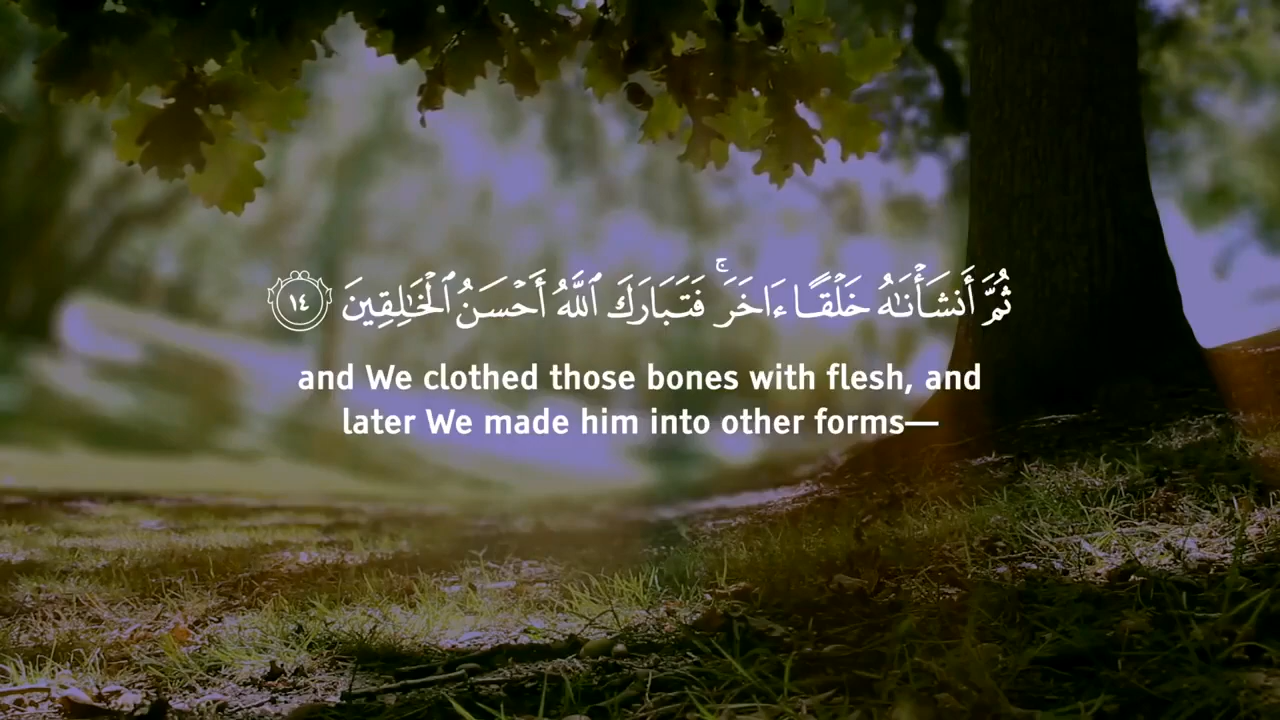 ثُمَّ أَنشَأْنَـٰهُ خَلْقًا ءَاخَرَ ۚ فَتَبَارَكَ ٱللَّهُ أَحْسَنُ ٱلْخَـٰلِقِينَ ١٤
and We clothed those bones with flesh, and
later We made him into other forms—